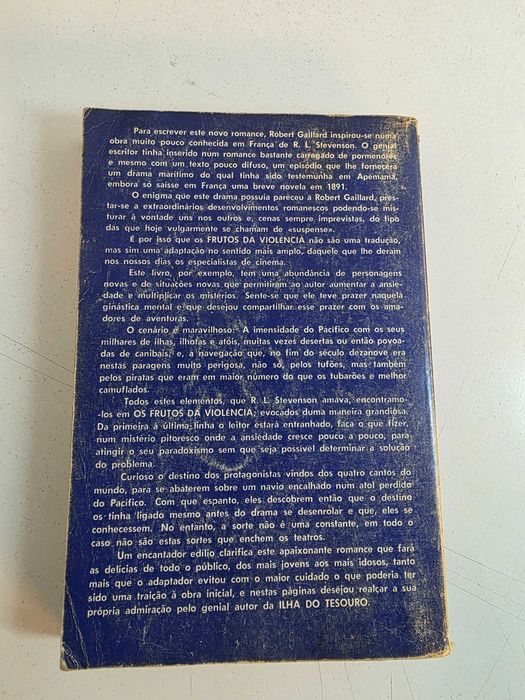 Para escrever este novo romance, Robert Gaillard inspirou-se numa
obra muito pouco conhecida em França de R. L. Stevenson. O genial
escrilor tinha inserido num romance bastante carregado de pormenores
e mesmo com um texto pouco difuso, um episódio que lhe fornecera
um drama marítimo do qual tinha sido testemunha em Apemama,
embora só saísse em França uma breve novela em 1891.
O enigma que este drama possuia pareceu a Robert Gaillard, pres-
tar-se a extraordinários desenvolvimentos romanescos podendo-se mis-
turar à vontade uns nos outros e, cenas sempre imprevistas, do tipo
das que hoje vulgarmente se chamam de «suspense».
É por isso que os FRUTOS DA VIOLENCIA não são uma tradução,
mas sim uma adaptação no sentido mais amplo, daquele que lhe deram
nos nossos dias os especialistas de cinema.
Este livro, por exemplo, tem uma abundância de personagens
novas e de situações novas que permitiram ao autor aumentar a ansie-
dade e multiplicar os mistérios. Sente-se que ele teve prazer naquela
ginástica mental e que desejou compartilhar esse prazer com os ama-
dores de aventuras.
O cenário é maravilhoso: A imensidade do Pacífico com os seus
milhares de ilhas, ilhotas e atóis, muitas vezes desertas ou então povoa-
das de canibais; e, a navegação que, no fim do século dezanove era
nestas paragens muito perigosa, não só, pelos tufões, mas também
pelos piratas que eram em maior número do que os tubarões e melhor
camuflados.
Todos estes elementos, que R. L. Stevenson amava, encontramo-
-los em OS FRUTOS DA VIOLENCIA; evocados duma maneira grandiosa.
Da primeira à última linha o leitor estará entranhado, faça o que fizer,
num mistério pitoresco onde a ansiedade cresce pouco a pouco, para
atingir o seu paradoxismo sem que seja possível determinar a solução
do problema.
Curioso o destino dos protagonistas vindos dos quatro cantos do
mundo, para se abaterem sobre um navio encalhado num atol perdido
do Pacífico. Com que espanto, eles descobrem então que o destino
os tinha ligado mesmo antes do drama se desenrolar e que, eles se
conhecessem. No entanto, a sorte não é uma constante, em todo o
caso não são estas sortes que enchem os teatros.
Um encantador edílio clarifica este apaixonante romance que fará
as delícias de todo o público, dos mais jovens aos mais idosos, tanto
mais que o adaptador evitou com o maior cuidado o que poderia ter
sido uma traição à obra inicial, e nestas páginas desejou realçar a sua
própria admiração pelo genial autor da ILHA DO TESOURO.